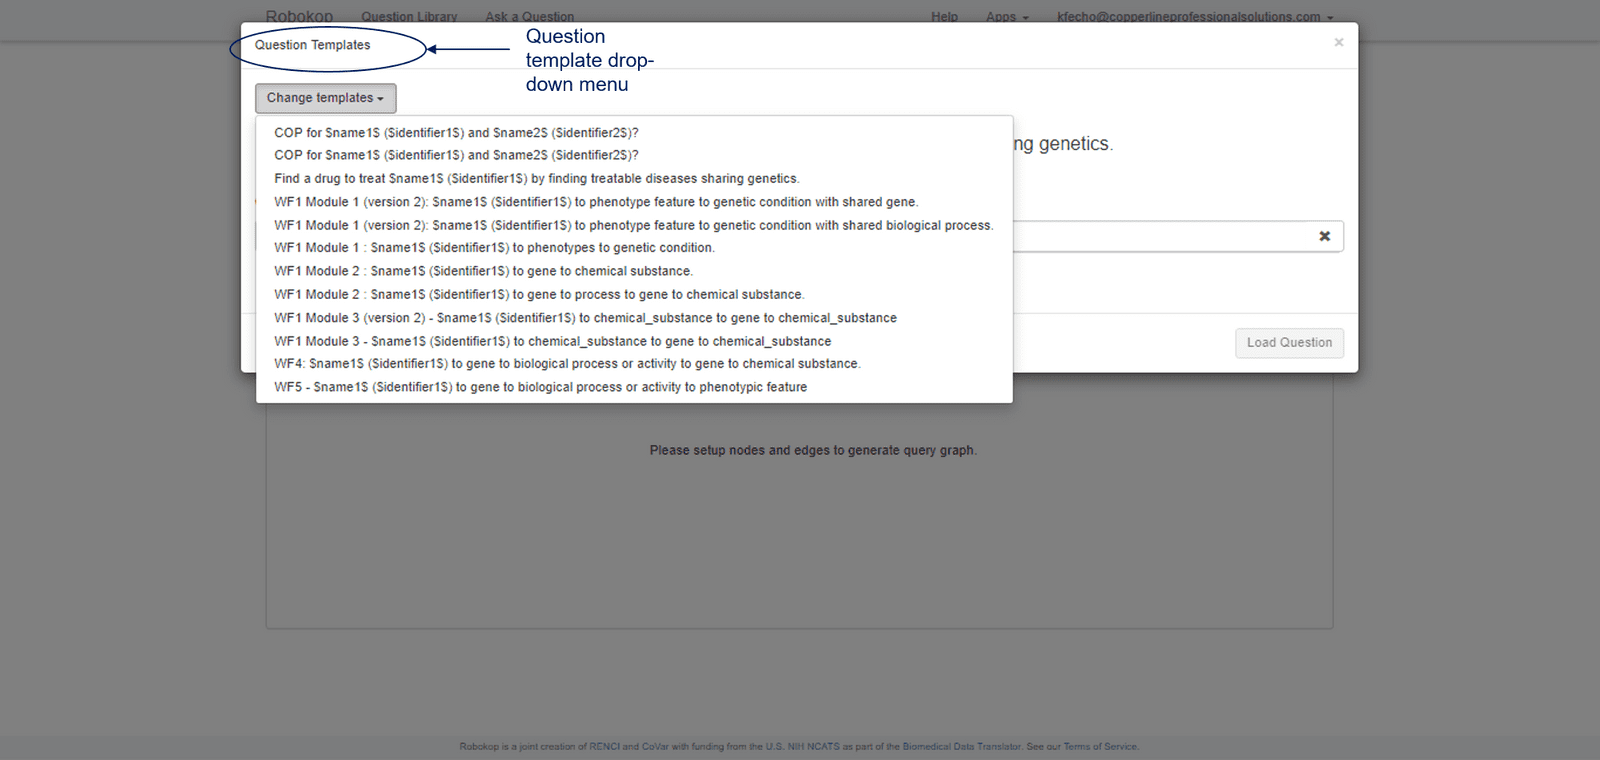 Robokop Question Library Ask a Question Help Apps kfecho@copperlineprofessionalsolutions.com
Question Templates
×
Question
template drop-
down menu
Change templates
COP for $name1$ ($identifier1$) and $name2$ ($identifier2$)?
COP for $name1$ ($identifier1$) and $name2$ ($identifier2$)?
Find a drug to treat $name1$ ($identifier1$) by finding treatable diseases sharing genetics.
WF1 Module 1 (version 2): $name1$ ($identifier1$) to phenotype feature to genetic condition with shared gene.
WF1 Module 1 (version 2): $name1$ ($identifier1$) to phenotype feature to genetic condition with shared biological process.
WF1 Module 1 : $name1$ ($identifier1$) to phenotypes to genetic condition.
WF1 Module 2 : $name1$ ($identifier1$) to gene to chemical substance.
WF1 Module 2 : $name1$ ($identifier1$) to gene to process to gene to chemical substance.
WF1 Module 3 (version 2) - $name1$ ($identifier1$) to chemical_substance to gene to chemical_substance
WF1 Module 3 - $name1$ ($identifier1$) to chemical_substance to gene to chemical_substance
WF4: $name1$ ($identifier1$) to gene to biological process or activity to gene to chemical substance.
WF5 - $name1$ ($identifier1$) to gene to biological process or activity to phenotypic feature
ng genetics.
Load Question
Please setup nodes and edges to generate query graph.
Robokop is a joint creation of RENCI and CoVar with funding from the U.S. NIH NCATS as part of the Biomedical Data Translator. See our Terms of Service.